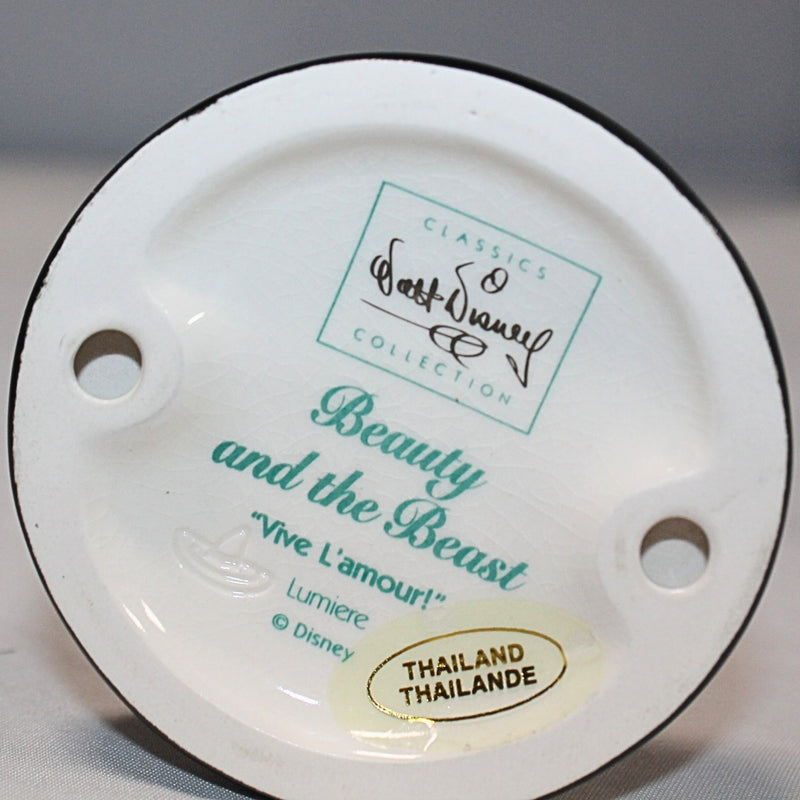 CLASSICS
Walt Disney
COLLECTION
Beauty
and the Beast
"Vive L'amour!"
Lumiere
© Disney
THAILAND
THAILANDE